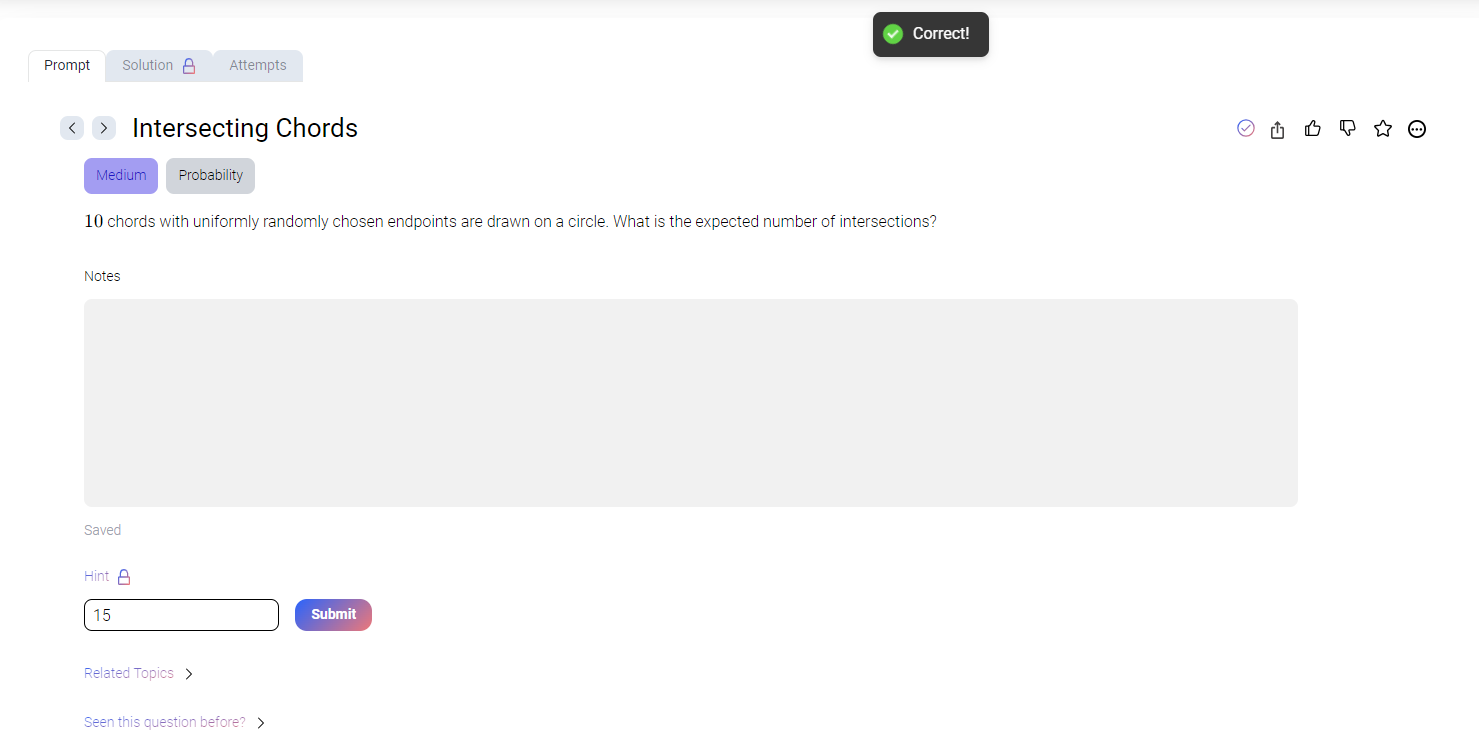 Correct!
Prompt Solution Attempts
Intersecting Chords
Medium Probability
10 chords with uniformly randomly chosen endpoints are drawn on a circle. What is the expected number of intersections?
Notes
Saved
Hint
15 Submit
Related Topics
Seen this question before?